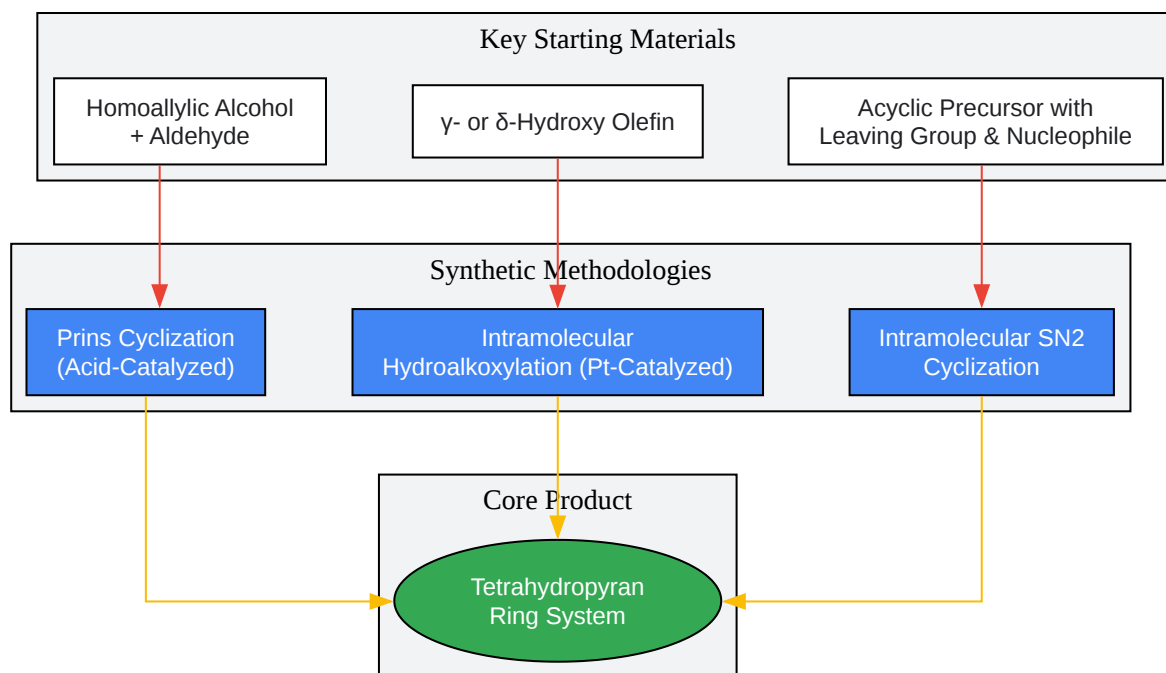 Key Starting Materials
Homoallylic Alcohol
+ Aldehyde
γ- or δ-Hydroxy Olefin
Acyclic Precursor with
Leaving Group & Nucleophile
Synthetic Methodologies
Prins Cyclization
(Acid-Catalyzed)
Intramolecular
Hydroalkoxylation (Pt-Catalyzed)
Intramolecular SN2
Cyclization
Core Product
Tetrahydropyran
Ring System